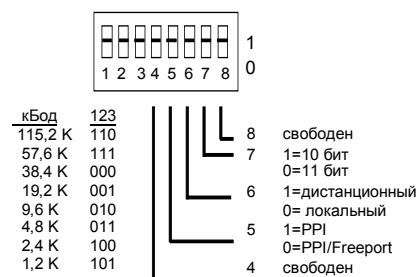 1
0
1 2 3 4 5 6 7 8
кБод 123
115,2 K 110
57,6 K 111
38,4 K 000
19,2 K 001
9,6 K 010
4,8 K 011
2,4 K 100
1,2 K 101
8 свободен
7 1=10 бит
0=11 бит
6 1=дистанционный
0= локальный
5 1=PPI
0=PPI/Freeport
4 свободен